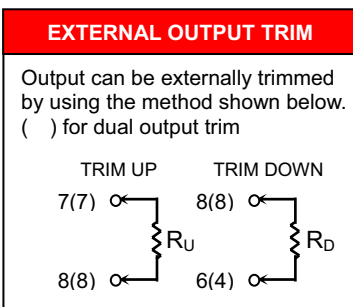 EXTERNAL OUTPUT TRIM
Output can be externally trimmed
by using the method shown below.
( ) for dual output trim
TRIM UP TRIM DOWN
7(7) 8(8)
RU RD
8(8) 6(4)